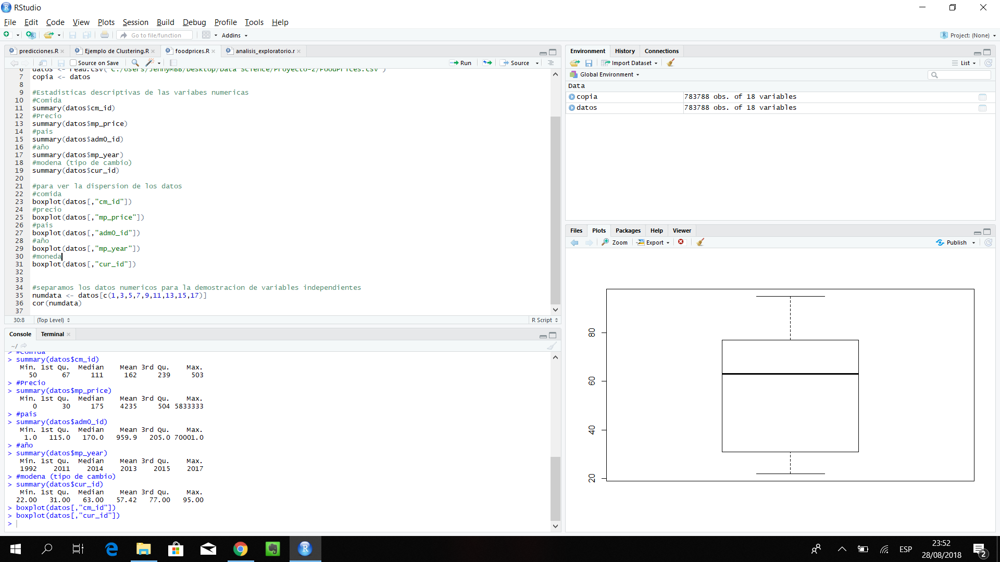 RStudio
File Edit Code View Plots Session Build Debug Profile Tools Help
Go to file/function Addins Project: (None)
predicciones.R Ejemplo de Clustering.R foodprices.R analisis_exploratorio.r
Source on Save Run Source
6 datos <- read.csv("C:/Users/JennyMBB/Desktop/Data Science/Proyecto-2/FoodPrices.csv")
7 copia <- datos
8
9 #Estadisticas descriptivas de las variabes numericas
10 #Comida
11 summary(datos$cm_id)
12 #Precio
13 summary(datos$mp_price)
14 #pais
15 summary(datos$adm0_id)
16 #año
17 summary(datos$mp_year)
18 #modena (tipo de cambio)
19 summary(datos$cur_id)
20
21 #para ver la dispersion de los datos
22 #comida
23 boxplot(datos[,"cm_id"])
24 #precio
25 boxplot(datos[,"mp_price"])
26 #pais
27 boxplot(datos[,"adm0_id"])
28 #año
29 boxplot(datos[,"mp_year"])
30 #moneda
31 boxplot(datos[,"cur_id"])
32
33
34 #separamos los datos numericos para la demostracion de variables independientes
35 numdata <- datos[c(1,3,5,7,9,11,13,15,17)]
36 cor(numdata)
37
30:8 (Top Level) R Script
Console Terminal
~/
> #Comida
> summary(datos$cm_id)
Min. 1st Qu. Median Mean 3rd Qu. Max.
50 67 111 162 239 503
> #Precio
> summary(datos$mp_price)
Min. 1st Qu. Median Mean 3rd Qu. Max.
0 30 175 4235 504 5833333
> #pais
> summary(datos$adm0_id)
Min. 1st Qu. Median Mean 3rd Qu. Max.
1.0 115.0 170.0 959.9 205.0 70001.0
> #año
> summary(datos$mp_year)
Min. 1st Qu. Median Mean 3rd Qu. Max.
1992 2011 2014 2013 2015 2017
> #modena (tipo de cambio)
> summary(datos$cur_id)
Min. 1st Qu. Median Mean 3rd Qu. Max.
22.00 31.00 63.00 57.42 77.00 95.00
> boxplot(datos[,"cm_id"])
> boxplot(datos[,"cur_id"])
>
Environment History Connections
Import Dataset List
Global Environment
Data
copia 783788 obs. of 18 variables
datos 783788 obs. of 18 variables
Files Plots Packages Help Viewer
Zoom Export Publish
80
60
40
20
ESP
23:52
28/08/2018
2